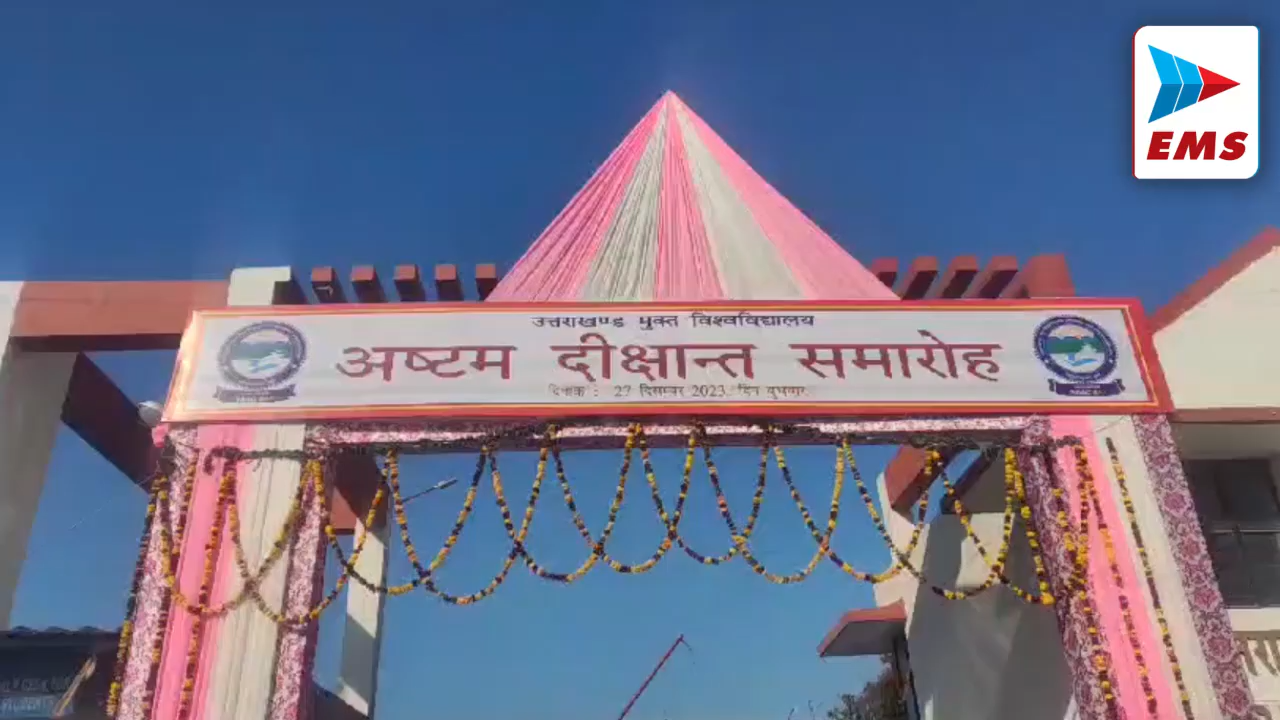 EMS
उत्तराखण्ड मुक्त विश्वविद्यालय
अष्टम दीक्षान्त समारोह
दिनांक : 27 दिसम्बर 2023, दिन बुधवार